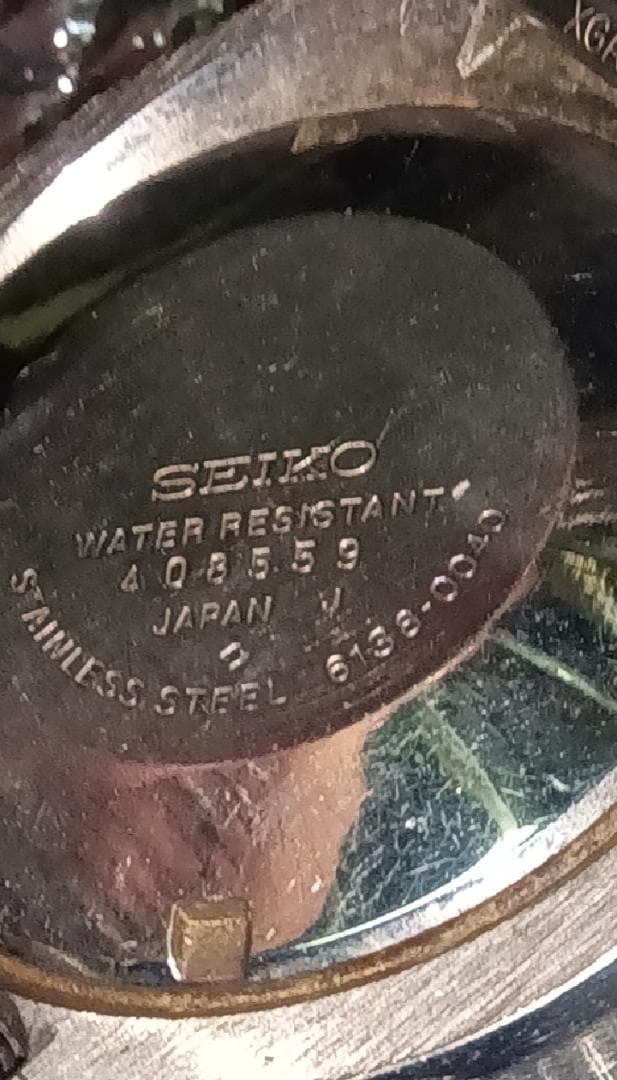 SEIKO
WATER RESISTANT
408559
JAPAN J
STAINLESS STEEL 6138-0040